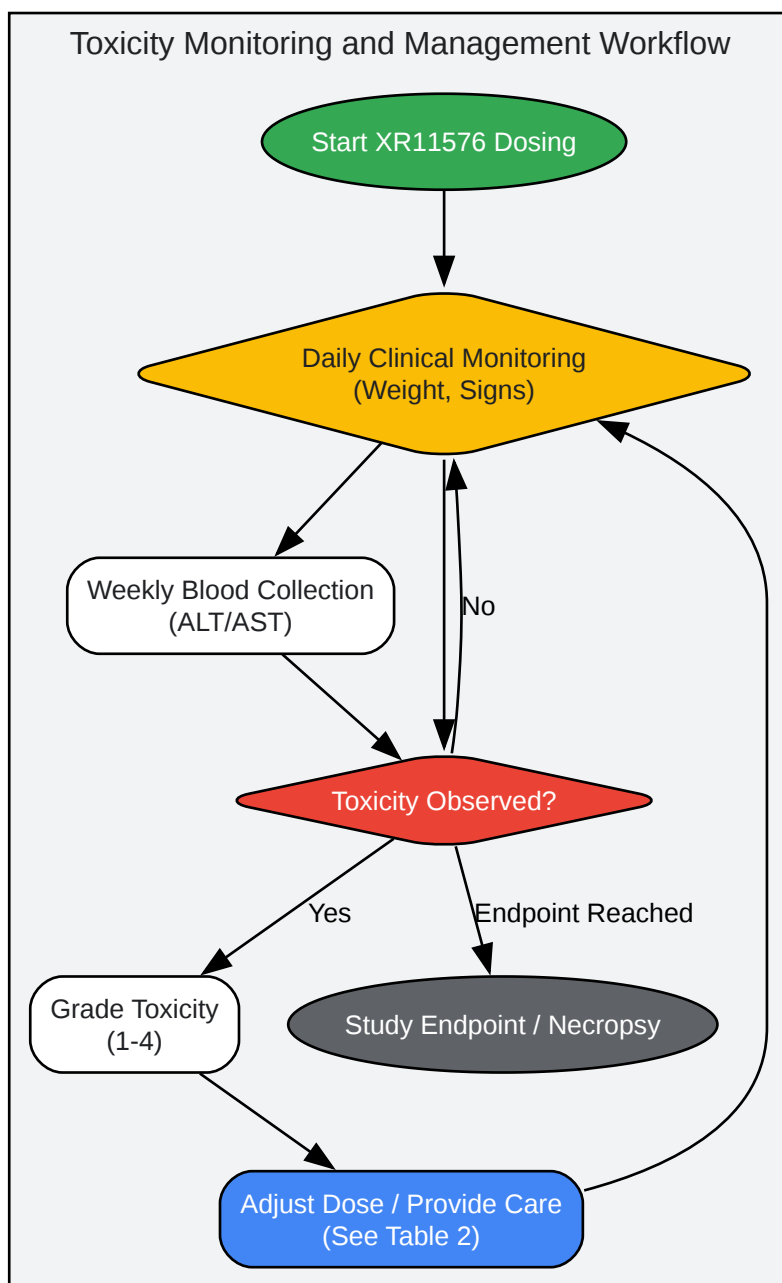 Toxicity Monitoring and Management Workflow
Start XR11576 Dosing
Daily Clinical Monitoring
(Weight, Signs)
Weekly Blood Collection
(ALT/AST)
No
Toxicity Observed?
Yes
Endpoint Reached
Grade Toxicity
(1-4)
Study Endpoint / Necropsy
Adjust Dose / Provide Care
(See Table 2)